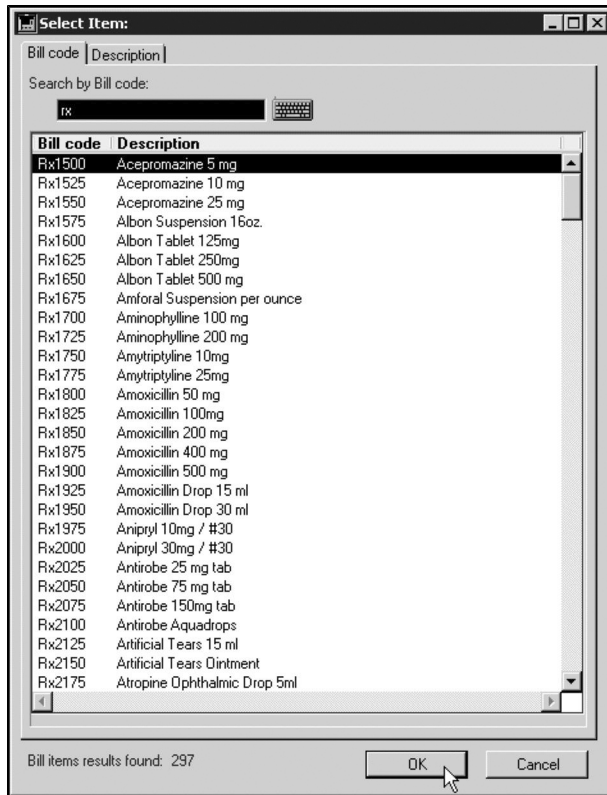 Select Item:
Bill code Description
Search by Bill code:
rx
Bill code Description
Rx1500 Acepromazine 5 mg
Rx1525 Acepromazine 10 mg
Rx1550 Acepromazine 25 mg
Rx1575 Albon Suspension 16oz.
Rx1600 Albon Tablet 125mg
Rx1625 Albon Tablet 250mg
Rx1650 Albon Tablet 500 mg
Rx1675 Amforal Suspension per ounce
Rx1700 Aminophylline 100 mg
Rx1725 Aminophylline 200 mg
Rx1750 Amytriptyline 10mg
Rx1775 Amytriptyline 25mg
Rx1800 Amoxicillin 50 mg
Rx1825 Amoxicillin 100mg
Rx1850 Amoxicillin 200 mg
Rx1875 Amoxicillin 400 mg
Rx1900 Amoxicillin 500 mg
Rx1925 Amoxicillin Drop 15 ml
Rx1950 Amoxicillin Drop 30 ml
Rx1975 Anipryl 10mg / #30
Rx2000 Anipryl 30mg / #30
Rx2025 Antirobe 25 mg tab
Rx2050 Antirobe 75 mg tab
Rx2075 Antirobe 150mg tab
Rx2100 Antirobe Aquadrops
Rx2125 Artificial Tears 15 ml
Rx2150 Artificial Tears Ointment
Rx2175 Atropine Ophthalmic Drop 5ml
Bill items results found: 297
OK Cancel